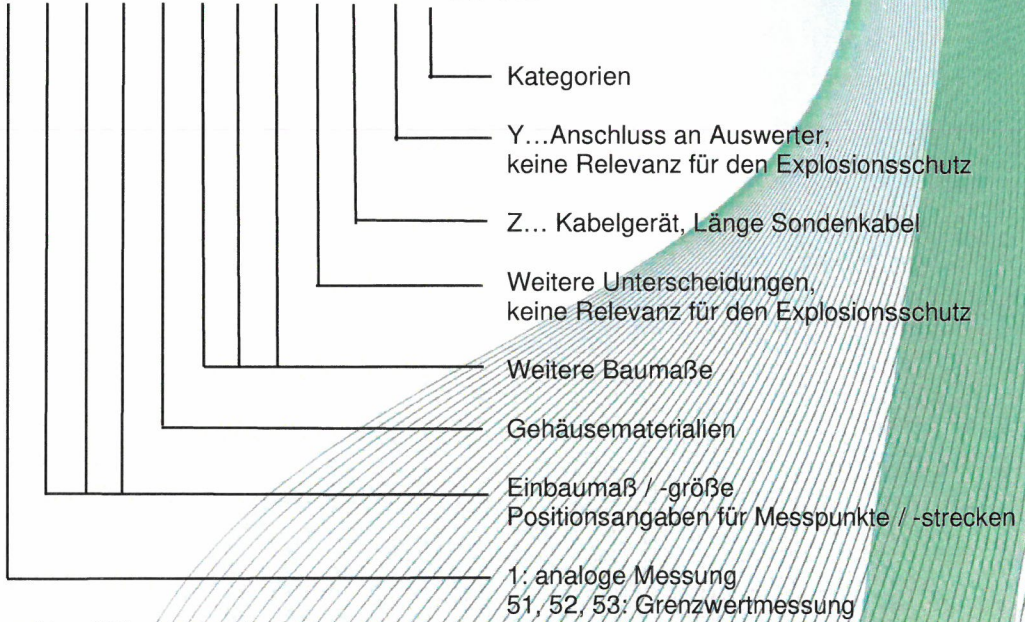 Kategorien
Y...Anschluss an Auswerter,
keine Relevanz für den Explosionsschutz
Z... Kabelgerät, Länge Sondenkabel
Weitere Unterscheidungen,
keine Relevanz für den Explosionsschutz
Weitere Baumaße
Gehäusematerialien
Einbaumaß / -größe
Positionsangaben für Messpunkte / -strecken
1: analoge Messung
51, 52, 53: Grenzwertmessung